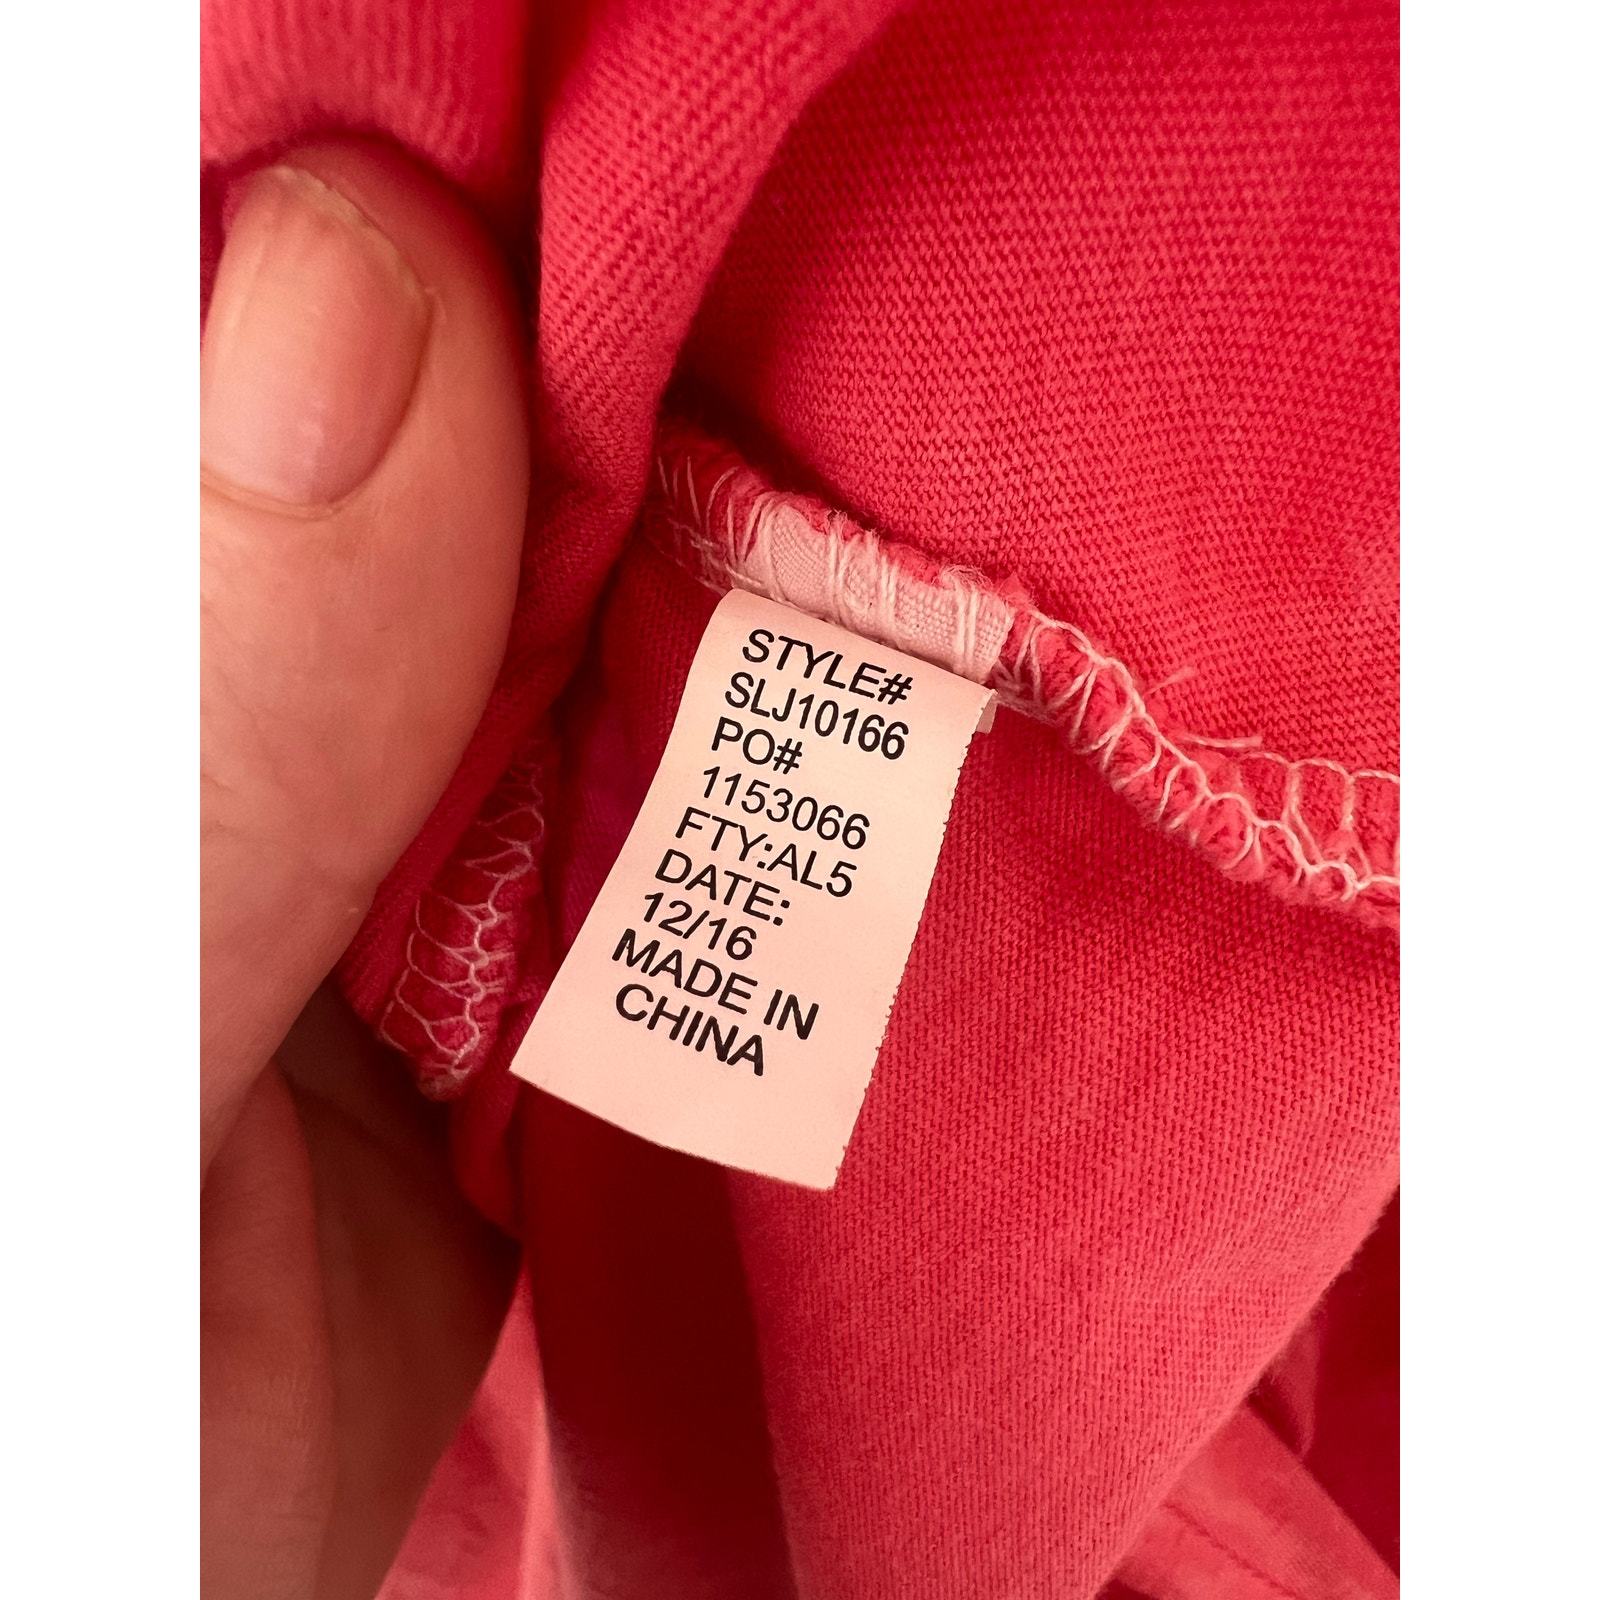 STYLE#
SLJ10166
PO#
1153066
FTY:AL5
DATE:
12/16
MADE IN
CHINA